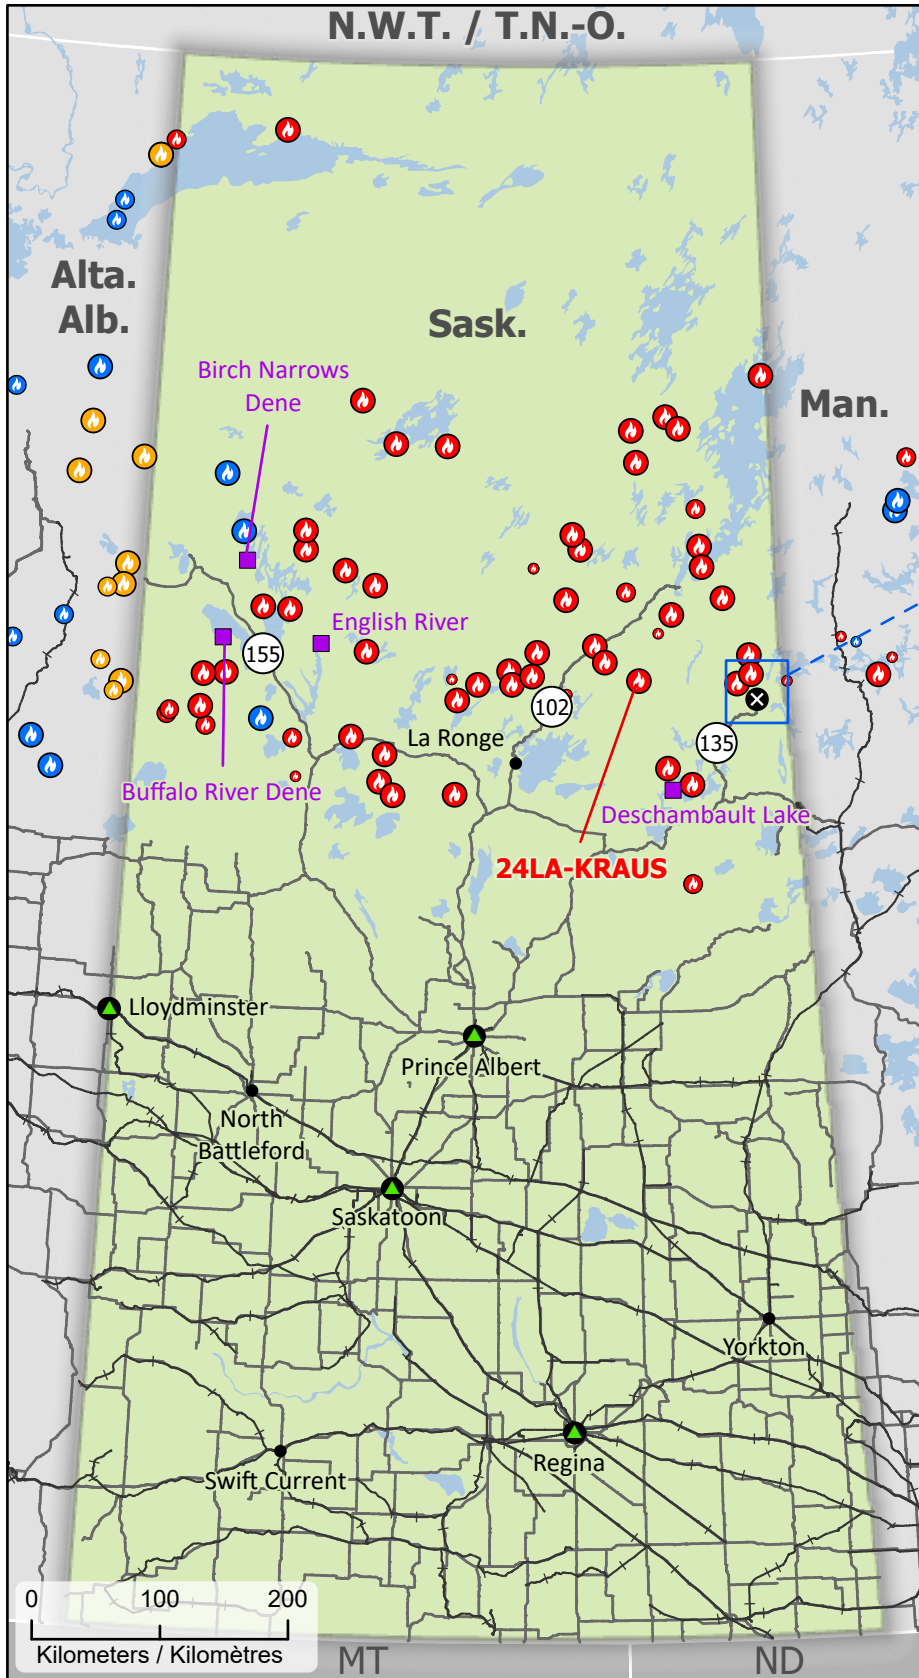 N.W.T. / T.N.-O.
Alta.
Alb.
Sask.
Man.
Birch Narrows
Dene
English River
155
102
La Ronge
135
Buffalo River Dene
Deschambault Lake
24LA-KRAUS
Lloydminster
Prince Albert
North
Battleford
Saskatoon
Yorkton
Regina
Swift Current
0 100 200
Kilometers / Kilomètres
MT
ND